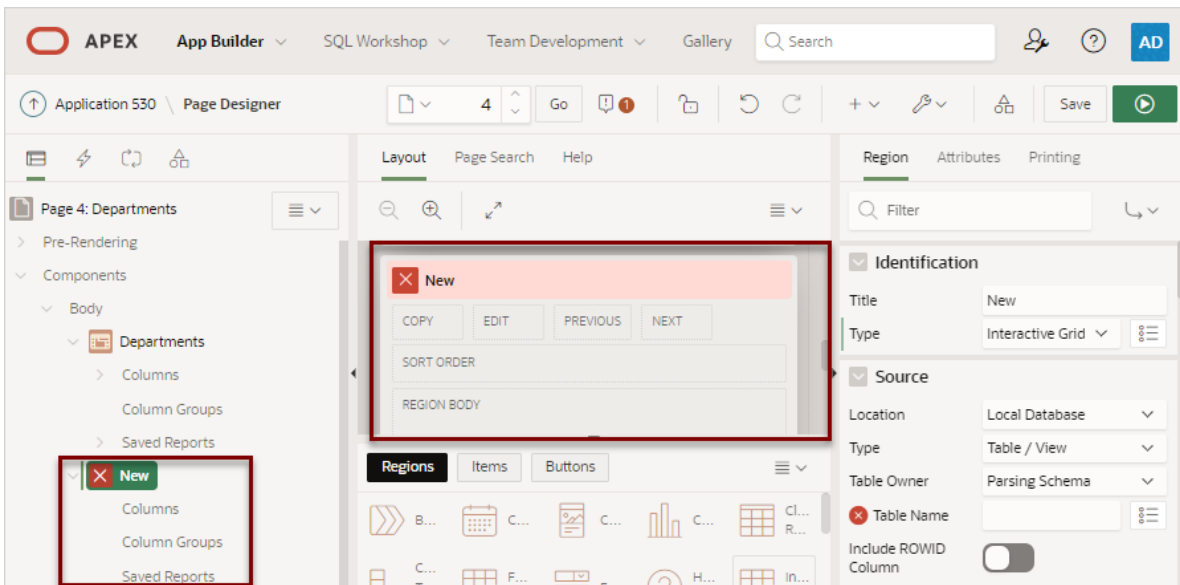 APEX App Builder SQL Workshop Team Development Gallery Search AD
Application 530 \ Page Designer 4 Go 1 Save
Layout Page Search Help
Region Attributes Printing
Page 4: Departments
Filter
Pre-Rendering
Components
Body
Departments
Columns
Column Groups
Saved Reports
New
Columns
Column Groups
Saved Reports
New
COPY EDIT PREVIOUS NEXT
SORT ORDER
REGION BODY
Regions Items Buttons
B... C... C... C... Cl...
R...
C...
F... H... In...
Identification
Title New
Type Interactive Grid
Source
Location Local Database
Type Table / View
Table Owner Parsing Schema
Table Name
Include ROWID
Column